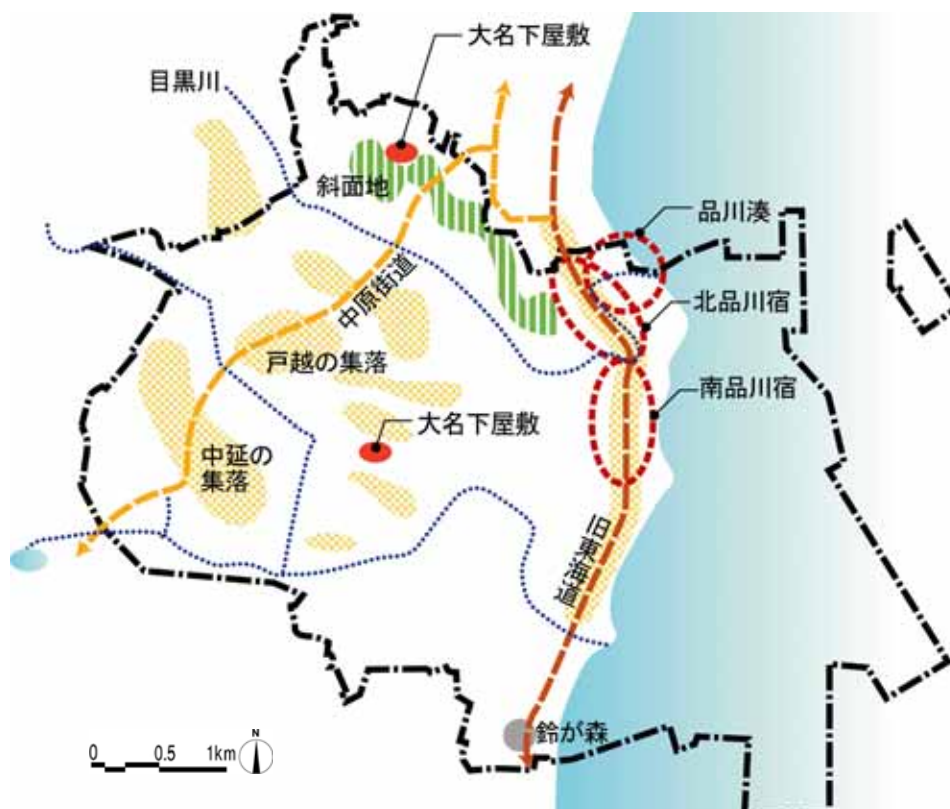 大名下屋敷
目黒川
斜面地
品川湊
中原街道
北品川宿
戸越の集落
南品川宿
大名下屋敷
中延の
集落
旧東海道
鈴が森
0 0.5 1km
N